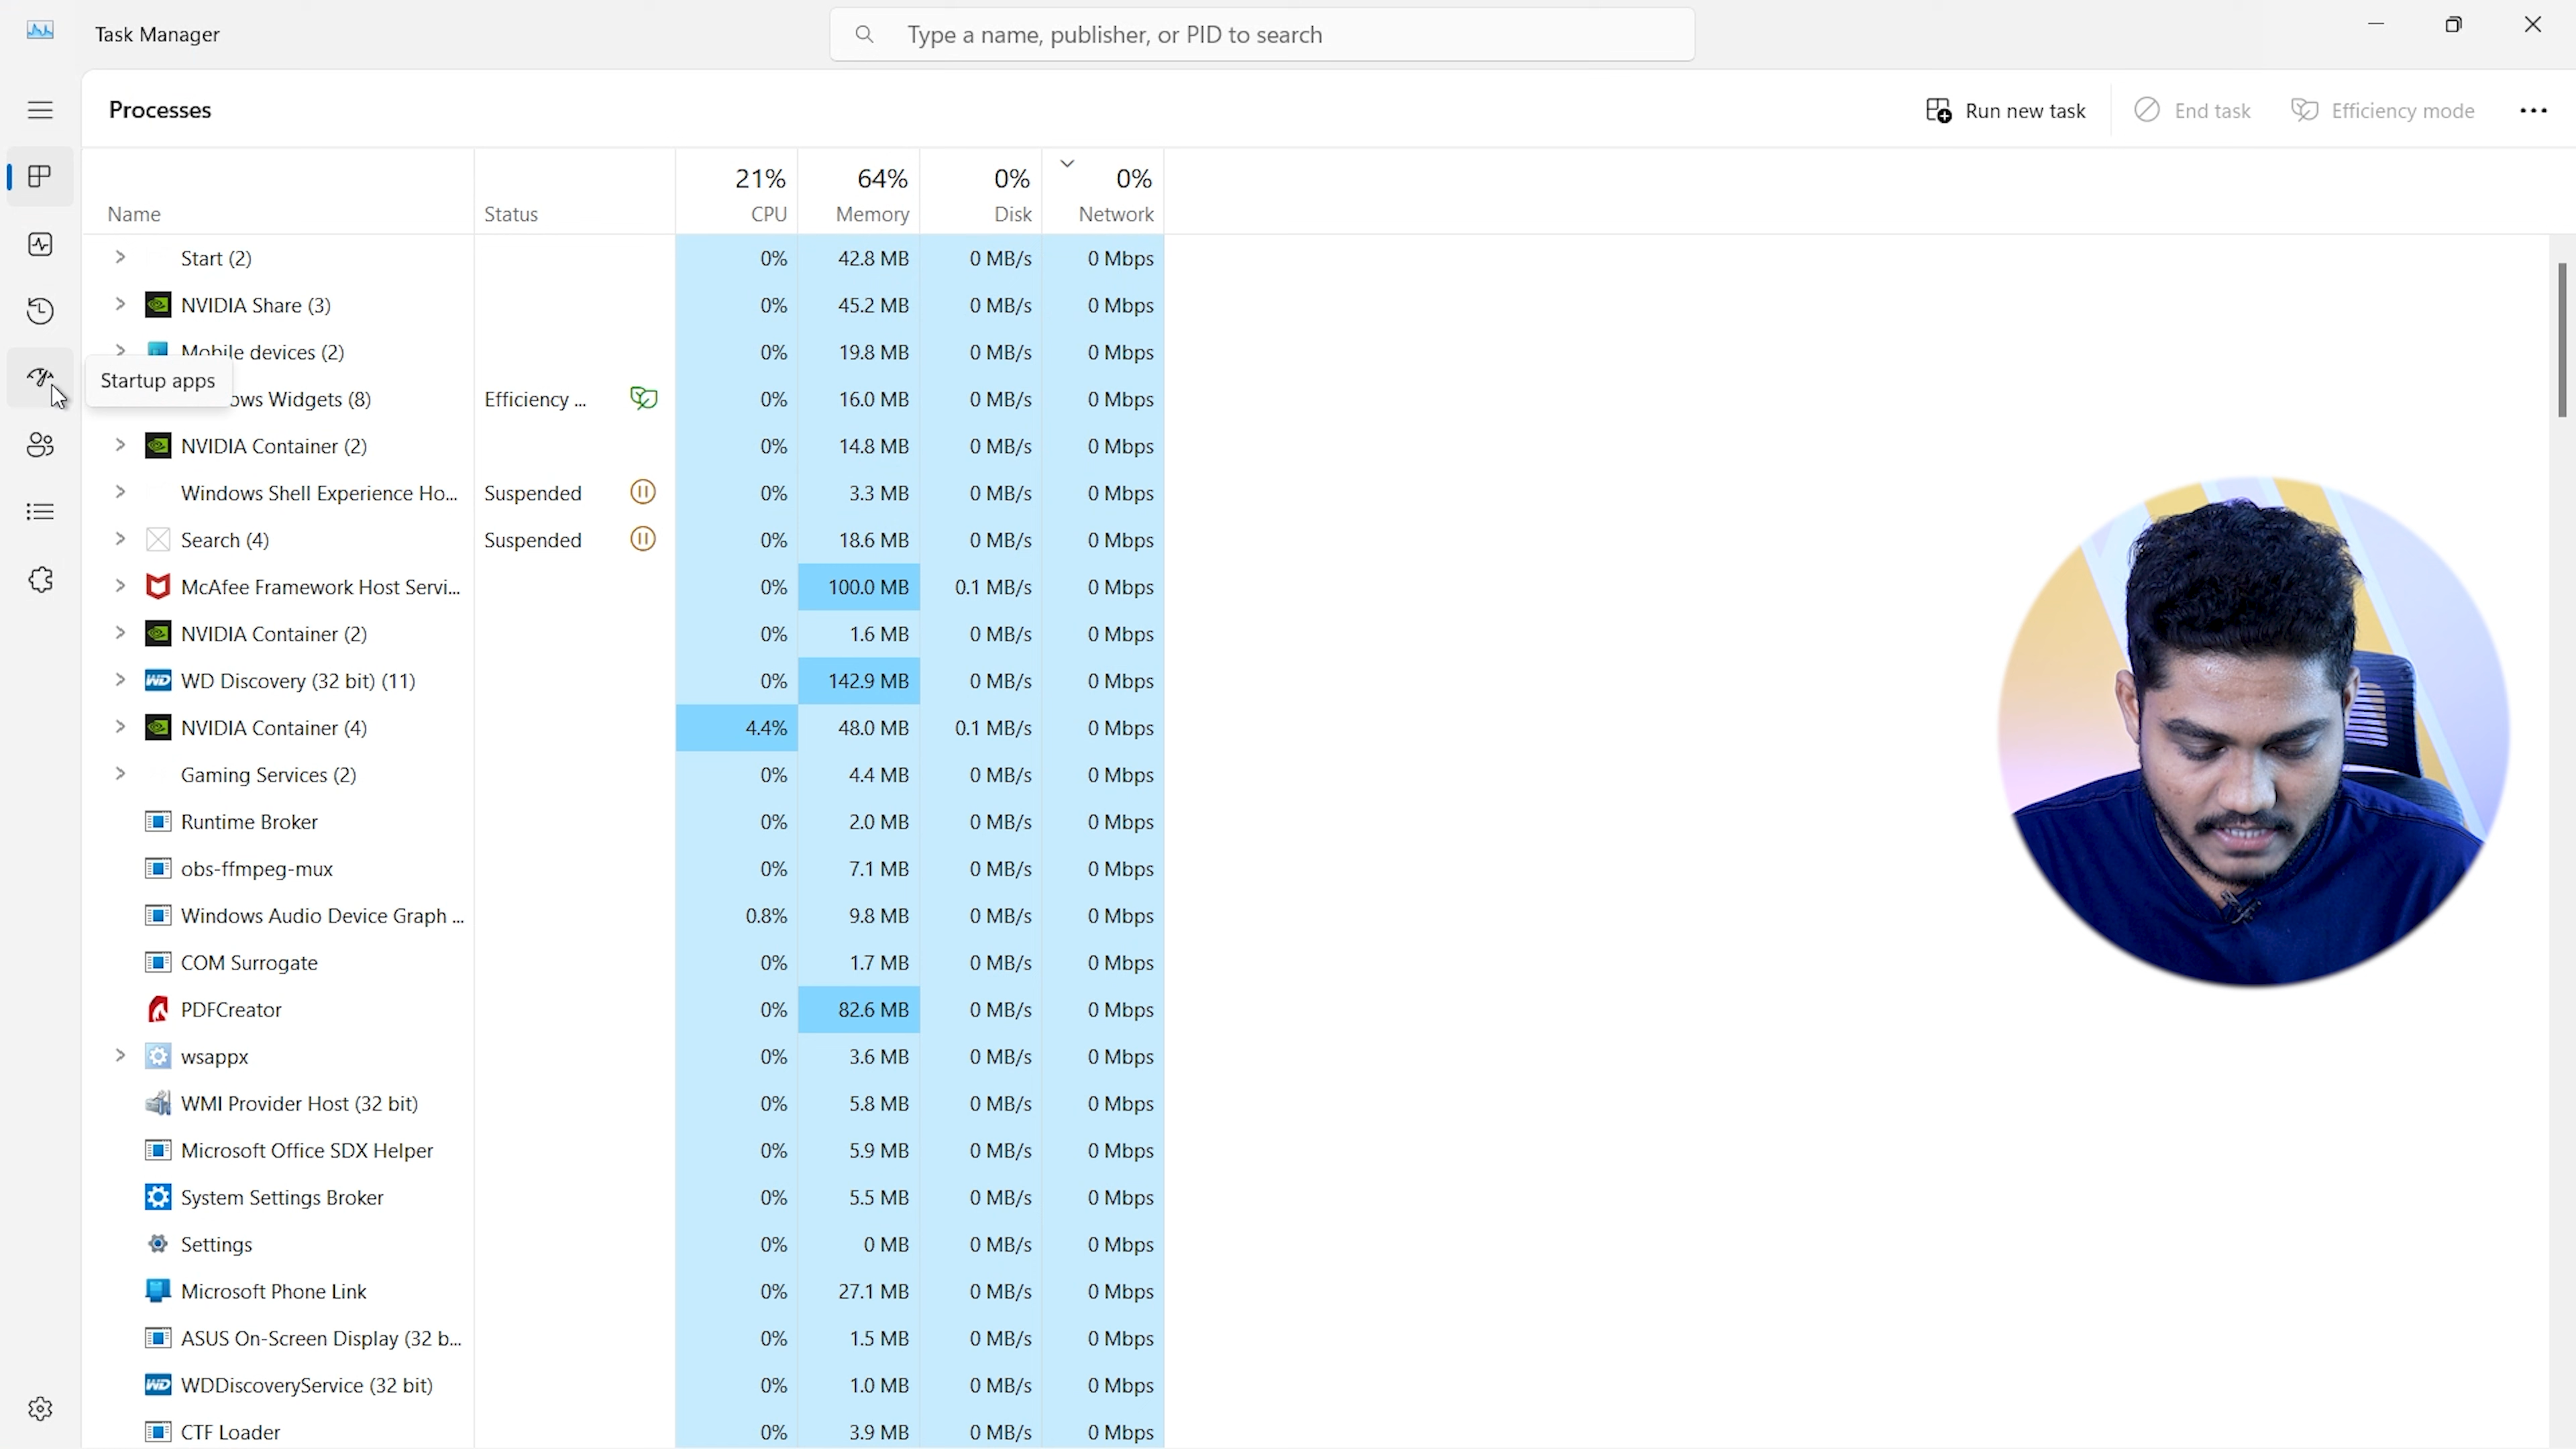 Task Manager
Type a name, publisher, or PID to search
Processes
Run new task
End task
Efficiency mode
21% 64% 0% 0%
Name Status CPU Memory Disk Network
Start (2) 0% 42.8 MB 0 MB/s 0 Mbps
NVIDIA Share (3) 0% 45.2 MB 0 MB/s 0 Mbps
Mobile devices (2) 0% 19.8 MB 0 MB/s 0 Mbps
Startup apps
ows Widgets (8) Efficiency ... 0% 16.0 MB 0 MB/s 0 Mbps
NVIDIA Container (2) 0% 14.8 MB 0 MB/s 0 Mbps
Windows Shell Experience Ho... Suspended 0% 3.3 MB 0 MB/s 0 Mbps
Search (4) Suspended 0% 18.6 MB 0 MB/s 0 Mbps
McAfee Framework Host Servi... 0% 100.0 MB 0.1 MB/s 0 Mbps
NVIDIA Container (2) 0% 1.6 MB 0 MB/s 0 Mbps
WD WD Discovery (32 bit) (11) 0% 142.9 MB 0 MB/s 0 Mbps
NVIDIA Container (4) 4.4% 48.0 MB 0.1 MB/s 0 Mbps
Gaming Services (2) 0% 4.4 MB 0 MB/s 0 Mbps
Runtime Broker 0% 2.0 MB 0 MB/s 0 Mbps
obs-ffmpeg-mux 0% 7.1 MB 0 MB/s 0 Mbps
Windows Audio Device Graph ... 0.8% 9.8 MB 0 MB/s 0 Mbps
COM Surrogate 0% 1.7 MB 0 MB/s 0 Mbps
PDFCreator 0% 82.6 MB 0 MB/s 0 Mbps
wsappx 0% 3.6 MB 0 MB/s 0 Mbps
WMI Provider Host (32 bit) 0% 5.8 MB 0 MB/s 0 Mbps
Microsoft Office SDX Helper 0% 5.9 MB 0 MB/s 0 Mbps
System Settings Broker 0% 5.5 MB 0 MB/s 0 Mbps
Settings 0% 0 MB 0 MB/s 0 Mbps
Microsoft Phone Link 0% 27.1 MB 0 MB/s 0 Mbps
ASUS On-Screen Display (32 b... 0% 1.5 MB 0 MB/s 0 Mbps
WD WDDiscoveryService (32 bit) 0% 1.0 MB 0 MB/s 0 Mbps
CTF Loader 0% 3.9 MB 0 MB/s 0 Mbps